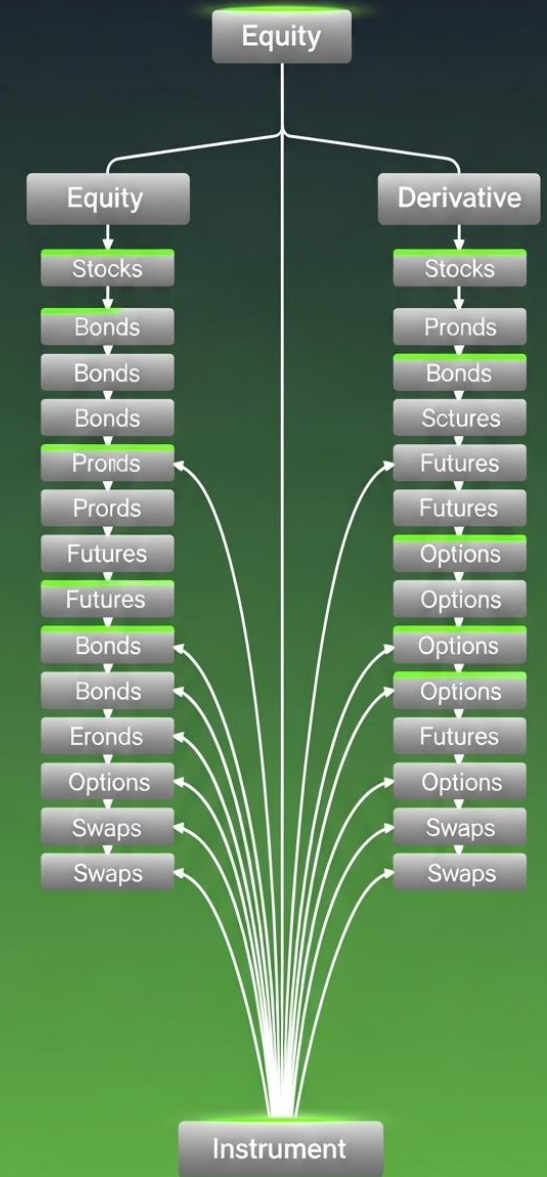 Equity
Equity
Stocks
Bonds
Bonds
Bonds
Pronds
Prords
Futures
Futures
Bonds
Bonds
Eronds
Options
Swaps
Swaps
Derivative
Stocks
Pronds
Bonds
Sctures
Futures
Futures
Options
Options
Options
Options
Futures
Options
Swaps
Swaps
Instrument